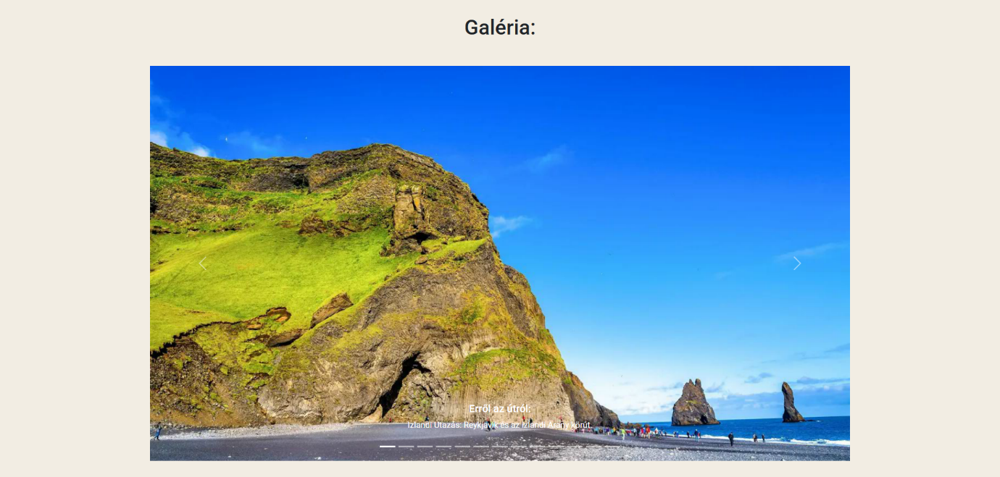 Galéria:
Erről az útról:
Izlandi Utazás: Reykjavík és az Izlandi Arany körút